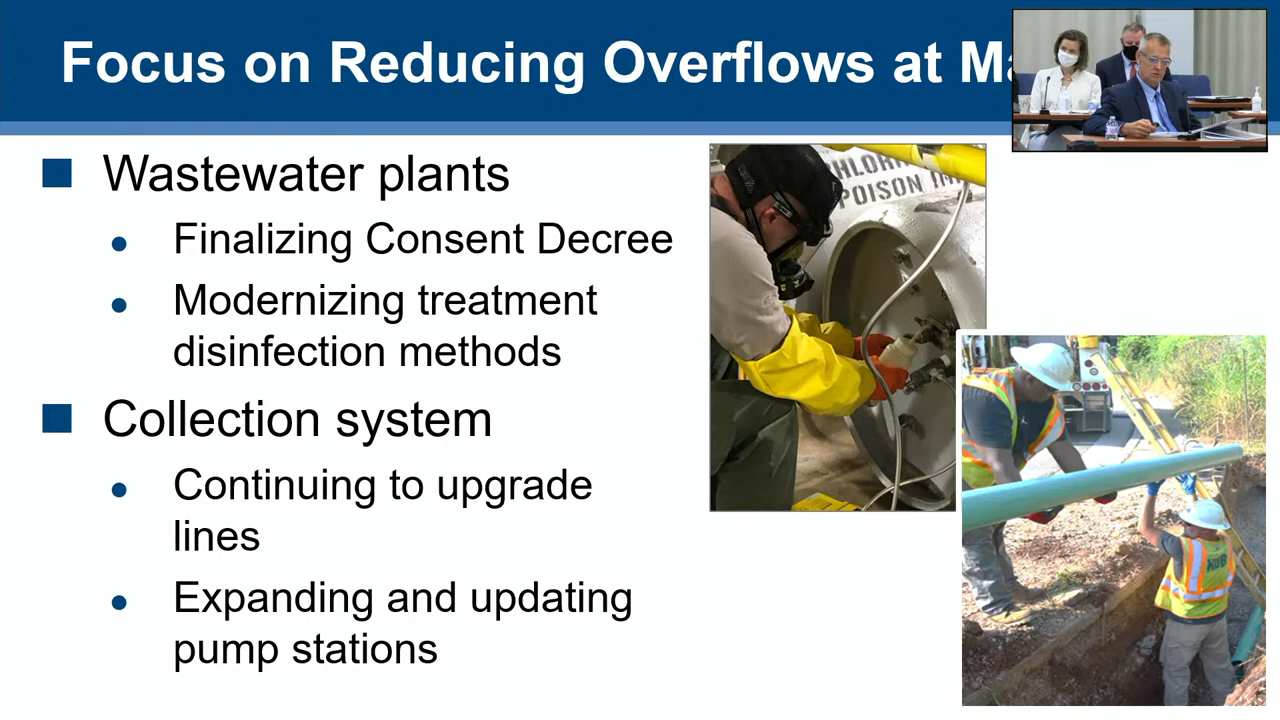 Focus on Reducing Overflows at
Wastewater plants
Finalizing Consent Decree
Modernizing treatment
disinfection methods
Collection system
Continuing to upgrade
lines
Expanding and updating
pump stations
POISON
KUB